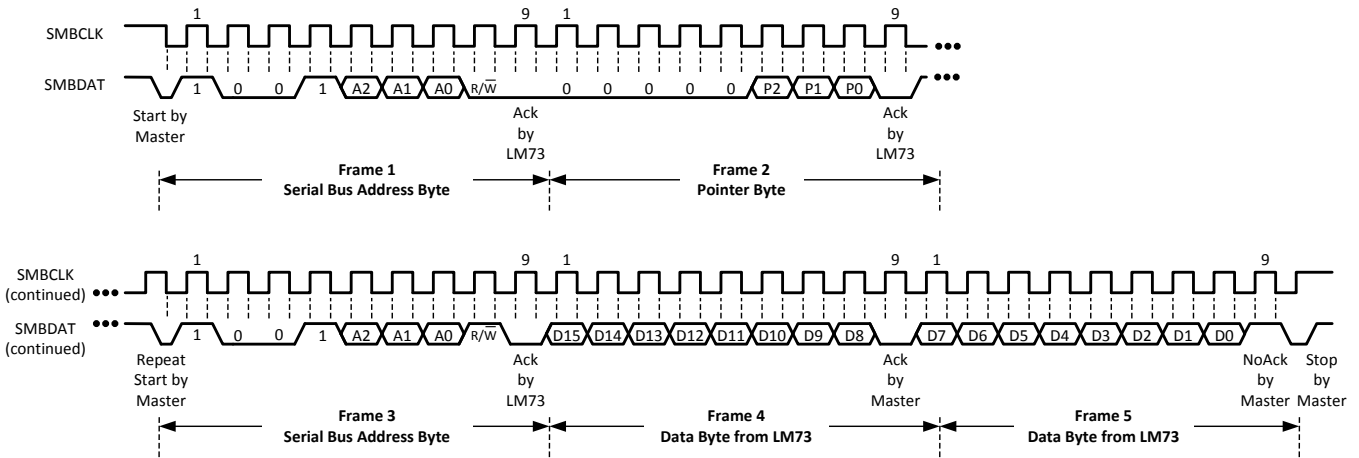 1 9 1 9
SMBCLK
SMBDAT
1 0 0 1 A2 A1 A0 R/W̅ 0 0 0 0 0 P2 P1 P0
Start by
Master
Ack
by
LM73
Ack
by
LM73
Frame 1
Serial Bus Address Byte
Frame 2
Pointer Byte
1 9 1 9 1 9
SMBCLK
(continued)
SMBDAT
(continued)
1 0 0 1 A2 A1 A0 R/W̅ D15 D14 D13 D12 D11 D10 D9 D8 D7 D6 D5 D4 D3 D2 D1 D0
Repeat
Start by
Master
Ack
by
LM73
Ack
by
Master
NoAck
by
Master
Stop
by
Master
Frame 3
Serial Bus Address Byte
Frame 4
Data Byte from LM73
Frame 5
Data Byte from LM73